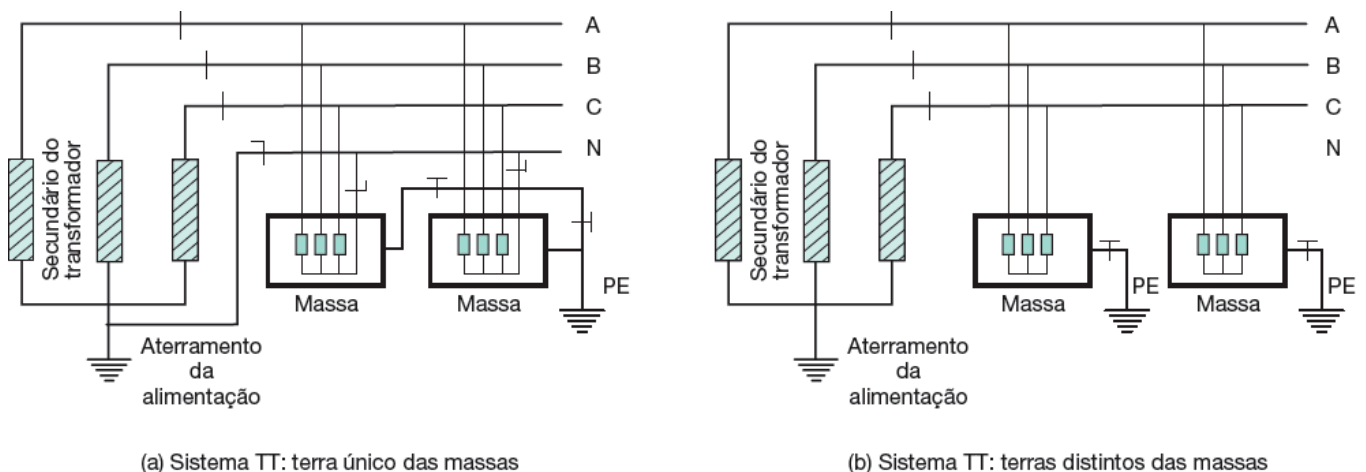 A
B
C
N
Secundário do
transformador
Massa
Massa
PE
Aterramento
da
alimentação
(a) Sistema TT: terra único das massas
A
B
C
N
Secundário do
transformador
Massa
PE
Massa
PE
Aterramento
da
alimentação
(b) Sistema TT: terras distintos das massas